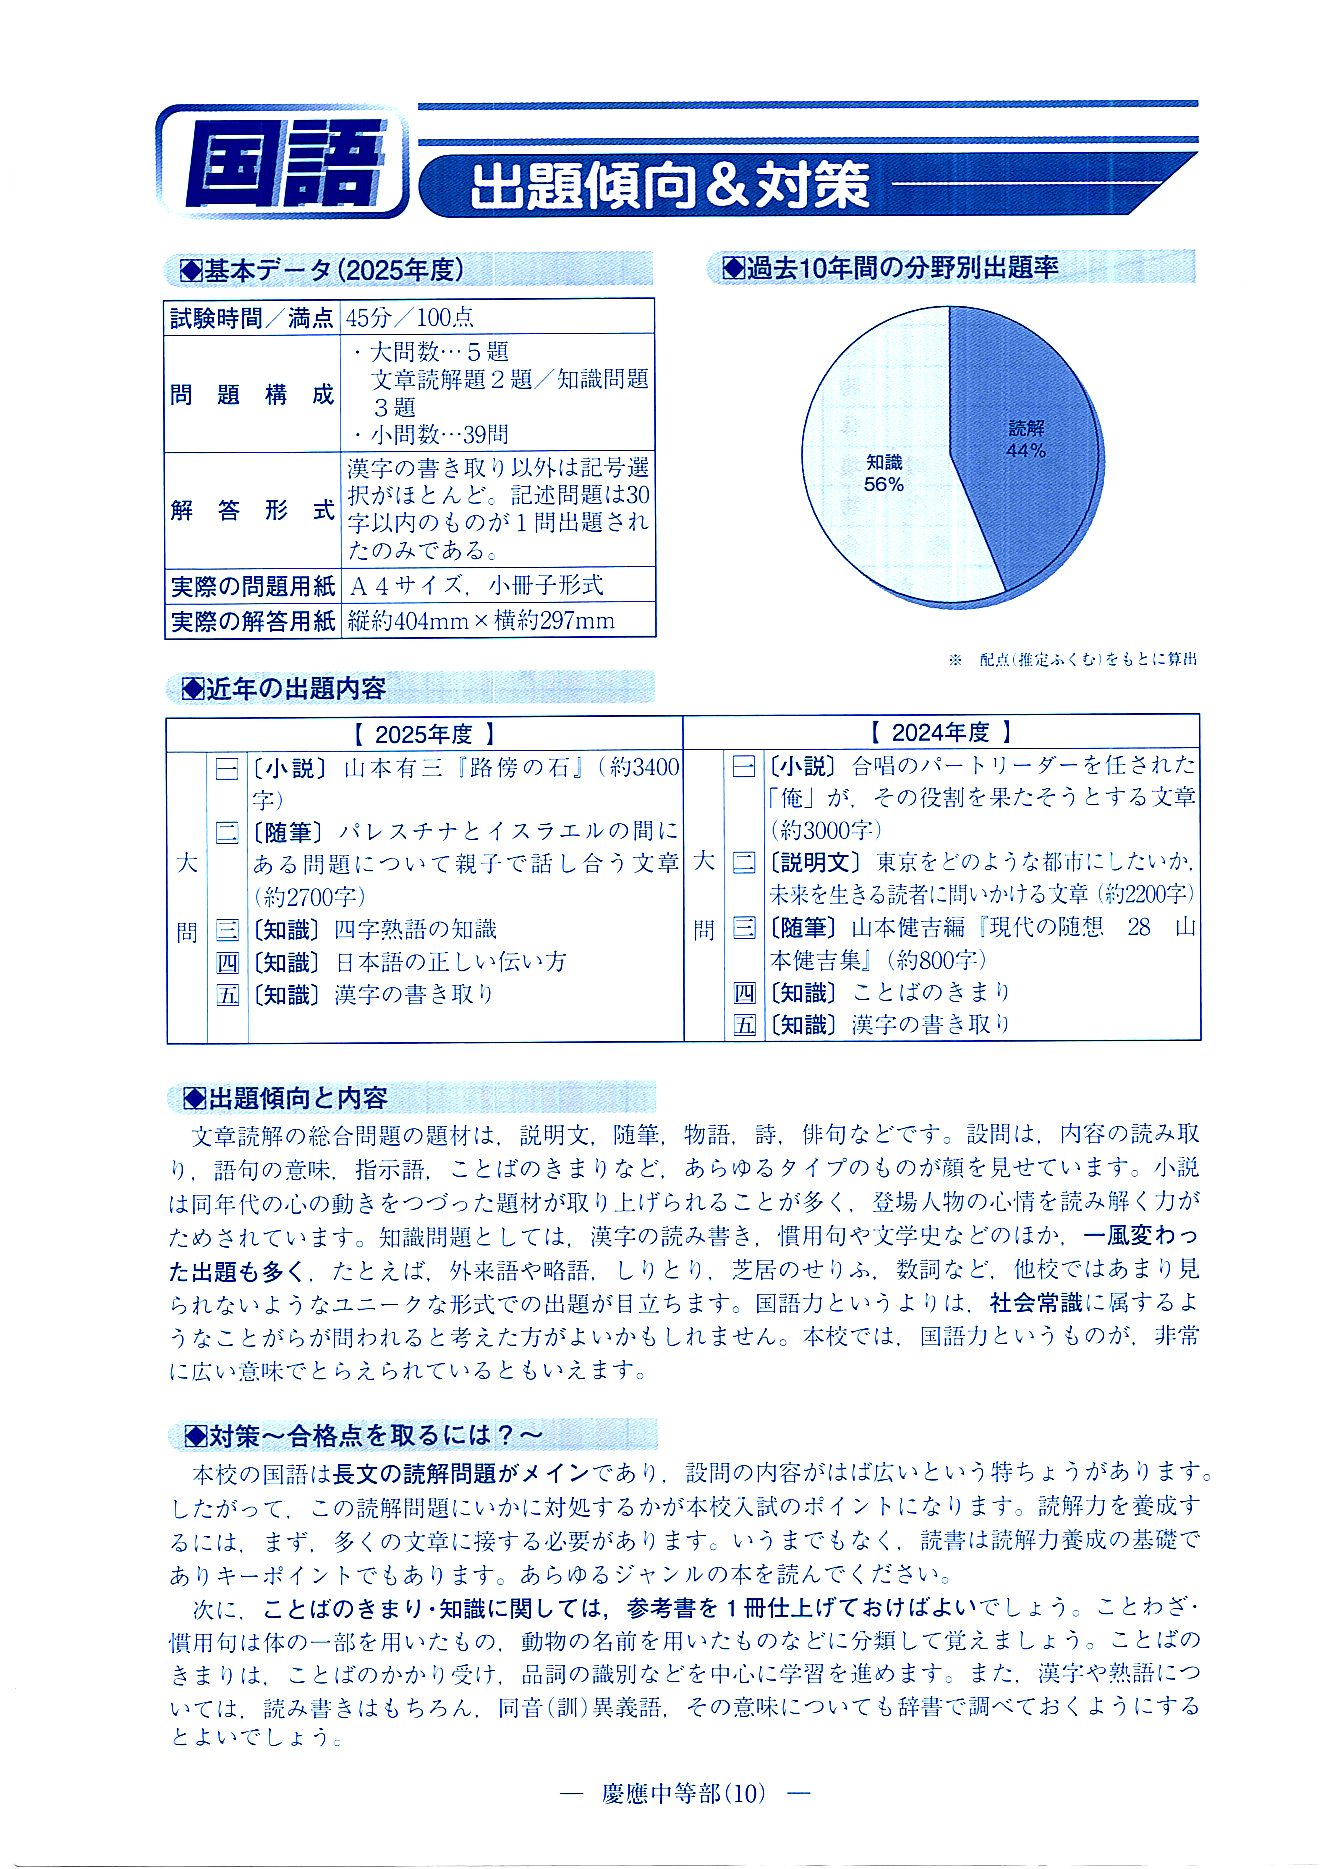 国語
出題傾向＆対策
◆基本データ(2025年度)
試験時間／満点 45分／100点
問題構成
・大問数…５題
文章読解題２題／知識問題
３題
・小問数…39問
解答形式
漢字の書き取り以外は記号選
択がほとんど。記述問題は30
字以内のものが１問出題され
たのみである。
実際の問題用紙 Ａ４サイズ，小冊子形式
実際の解答用紙 縦約404mm×横約297mm
◆過去10年間の分野別出題率
読解
44%
知識
56%
※　配点(推定ふくむ)をもとに算出
◆近年の出題内容
【 2025年度 】
大問
一 〔小説〕山本有三『路傍の石』（約3400
字）
二 〔随筆〕パレスチナとイスラエルの間に
ある問題について親子で話し合う文章
（約2700字）
三 〔知識〕四字熟語の知識
四 〔知識〕日本語の正しい伝い方
五 〔知識〕漢字の書き取り
【 2024年度 】
大問
一 〔小説〕合唱のパートリーダーを任された
「俺」が，その役割を果たそうとする文章
（約3000字）
二 〔説明文〕東京をどのような都市にしたいか，
未来を生きる読者に問いかける文章（約2200字）
三 〔随筆〕山本健吉編『現代の随想　28　山
本健吉集』（約800字）
四 〔知識〕ことばのきまり
五 〔知識〕漢字の書き取り
◆出題傾向と内容
文章読解の総合問題の題材は，説明文，随筆，物語，詩，俳句などです。設問は，内容の読み取
り，語句の意味，指示語，ことばのきまりなど，あらゆるタイプのものが顔を見せています。小説
は同年代の心の動きをつづった題材が取り上げられることが多く，登場人物の心情を読み解く力が
ためされています。知識問題としては，漢字の読み書き，慣用句や文学史などのほか，一風変わっ
た出題も多く，たとえば，外来語や略語，しりとり，芝居のせりふ，数詞など，他校ではあまり見
られないようなユニークな形式での出題が目立ちます。国語力というよりは，社会常識に属するよ
うなことがらが問われると考えた方がよいかもしれません。本校では，国語力というものが，非常
に広い意味でとらえられているともいえます。
◆対策～合格点を取るには？～
本校の国語は長文の読解問題がメインであり，設問の内容がはば広いという特ちょうがあります。
したがって，この読解問題にいかに対処するかが本校入試のポイントになります。読解力を養成す
るには，まず，多くの文章に接する必要があります。いうまでもなく，読書は読解力養成の基礎で
ありキーポイントでもあります。あらゆるジャンルの本を読んでください。
次に，ことばのきまり・知識に関しては，参考書を１冊仕上げておけばよいでしょう。ことわざ・
慣用句は体の一部を用いたもの，動物の名前を用いたものなどに分類して覚えましょう。ことばの
きまりは，ことばのかかり受け，品詞の識別などを中心に学習を進めます。また，漢字や熟語につ
いては，読み書きはもちろん，同音(訓)異義語，その意味についても辞書で調べておくようにする
とよいでしょう。
― 慶應中等部(10) ―